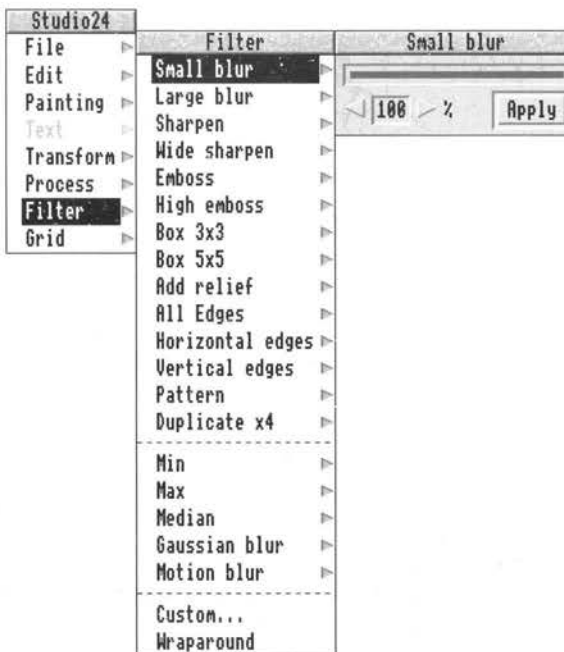 Studio24
File
Edit
Painting
Text
Transform
Process
Filter
Grid
Filter
Small blur
Large blur
Sharpen
Wide sharpen
Emboss
High emboss
Box 3x3
Box 5x5
Add relief
All Edges
Horizontal edges
Vertical edges
Pattern
Duplicate x4
Min
Max
Median
Gaussian blur
Motion blur
Custom...
Wraparound
Small blur
100 %
Apply